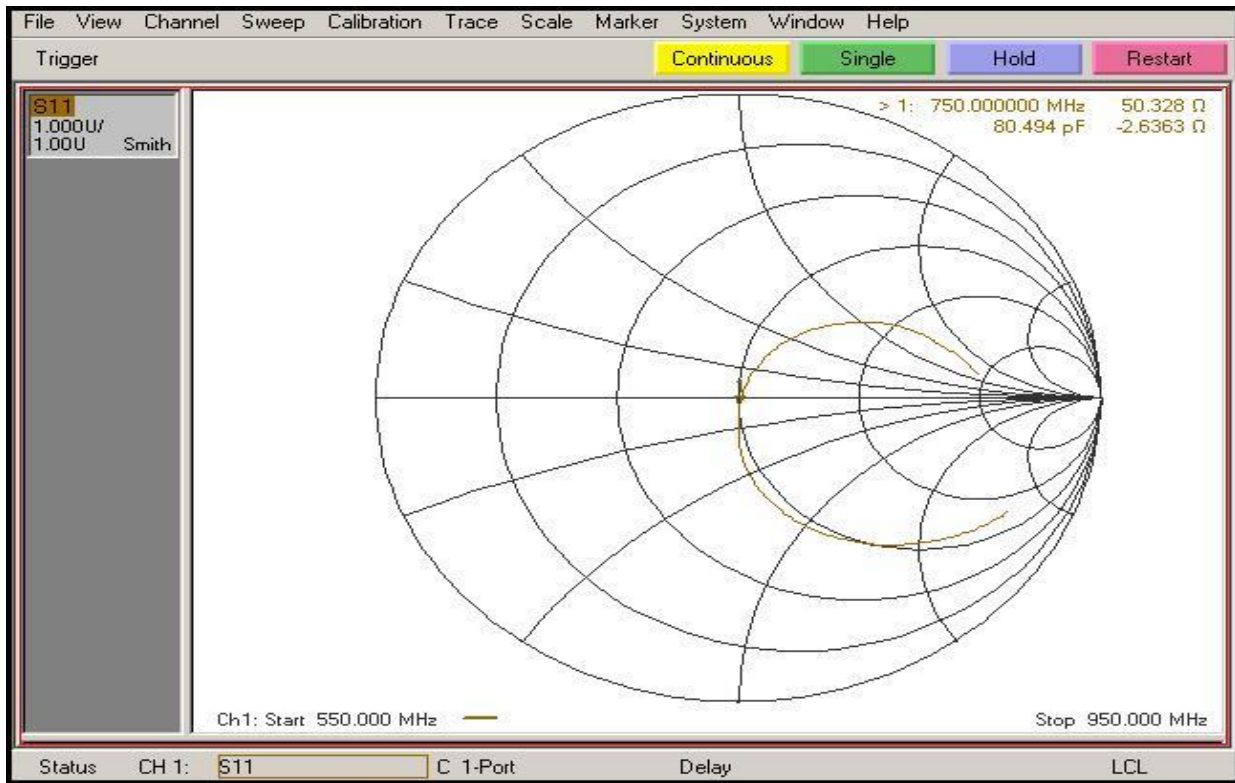 File View Channel Sweep Calibration Trace Scale Marker System Window Help
Trigger Continuous Single Hold Restart
S11
1.000U/
1.00U Smith
> 1: 750.000000 MHz 50.328 Ω
80.494 pF -2.6363 Ω
Ch1: Start 550.000 MHz Stop 950.000 MHz
Status CH 1: S11 C 1-Port Delay LCL